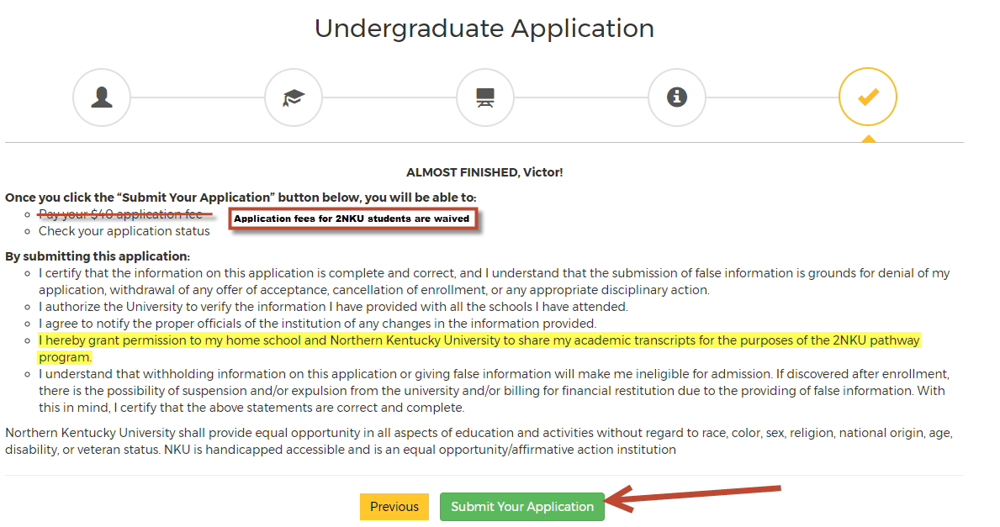 Undergraduate Application
ALMOST FINISHED, Victor!
Once you click the “Submit Your Application” button below, you will be able to:
Pay your $40 application fee
Application fees for 2NKU students are waived
Check your application status
By submitting this application:
I certify that the information on this application is complete and correct, and I understand that the submission of false information is grounds for denial of my
application, withdrawal of any offer of acceptance, cancellation of enrollment, or any appropriate disciplinary action.
I authorize the University to verify the information I have provided with all the schools I have attended.
I agree to notify the proper officials of the institution of any changes in the information provided.
I hereby grant permission to my home school and Northern Kentucky University to share my academic transcripts for the purposes of the 2NKU pathway
program.
I understand that withholding information on this application or giving false information will make me ineligible for admission. If discovered after enrollment,
there is the possibility of suspension and/or expulsion from the university and/or billing for financial restitution due to the providing of false information. With
this in mind, I certify that the above statements are correct and complete.
Northern Kentucky University shall provide equal opportunity in all aspects of education and activities without regard to race, color, sex, religion, national origin, age,
disability, or veteran status. NKU is handicapped accessible and is an equal opportunity/affirmative action institution
Previous
Submit Your Application